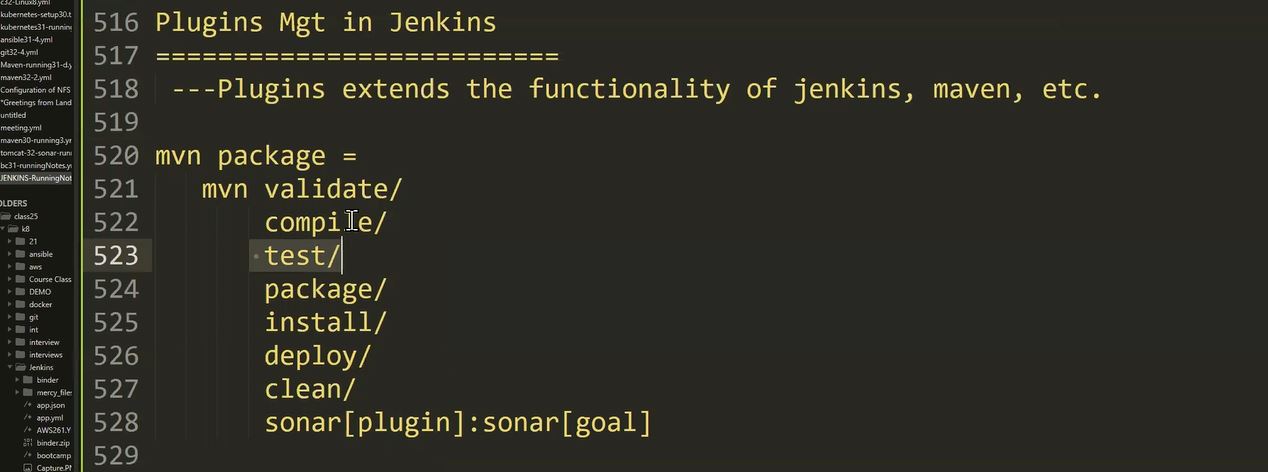 c32-Linux8.yml
kubernetes-setup30.t
kubernetes31-running
ansible31-4.yml
git32-4.yml
Maven-running31-d.y
maven32-2.yml
Configuration of NFS
"Greetings from Land
untitled
meeting.yml
maven30-running3.yr
tomcat-32-sonar-runr
bc31-runningNotes.yr
JENKINS-RunningNot
OLDERS
class25
k8
21
ansible
aws
Course Class
DEMO
docker
git
int
interview
interviews
Jenkins
binder
mercy_files
app.json
app.yml
AWS261.Y
binder.zip
bootcamp
Capture.PN
516 Plugins Mgt in Jenkins
517 ==========================
518 ---Plugins extends the functionality of jenkins, maven, etc.
519
520 mvn package =
521 mvn validate/
522 compile/
523 test/
524 package/
525 install/
526 deploy/
527 clean/
528 sonar[plugin]:sonar[goal]
529